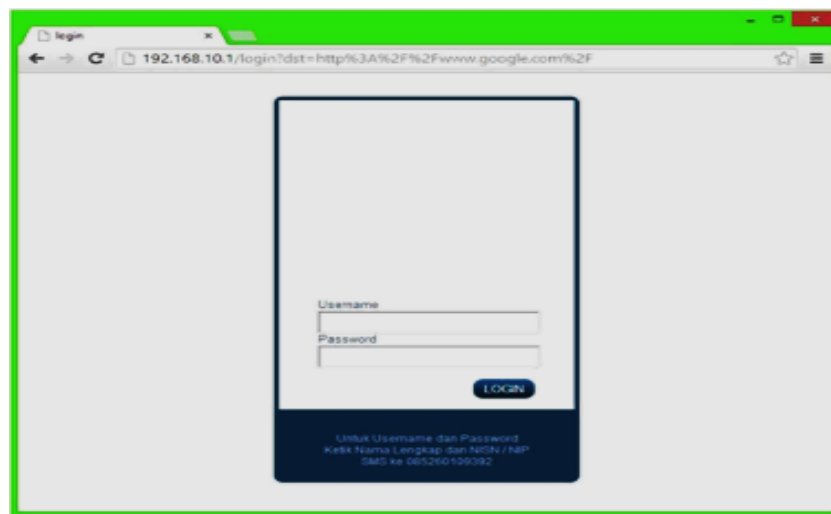 login
192.168.10.1/login?dst=http%3A%2F%2Fwww.google.com%2F
Username
Password
LOGIN
Untuk Username dan Password
Ketik Nama Lengkap dan NISN / NIP
SMS ke 085260109392